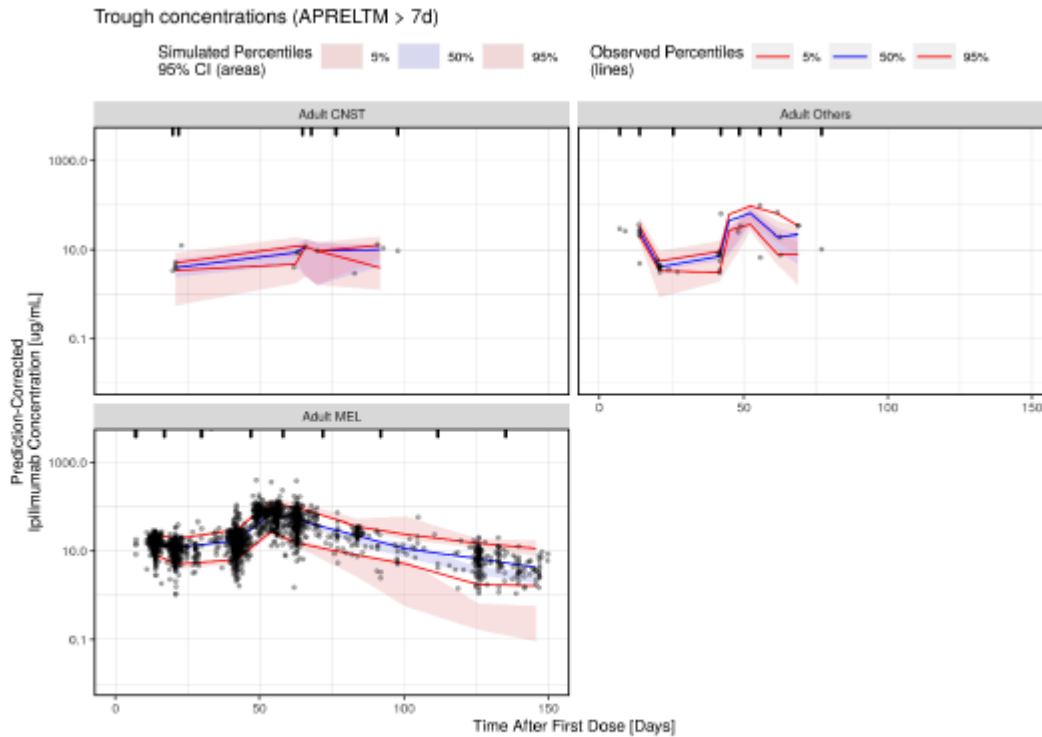 Trough concentrations (APRELTM > 7d)
Simulated Percentiles
95% CI (areas)
5%
50%
95%
Observed Percentiles
(lines)
5%
50%
95%
Adult CNST
Adult Others
1000.0
10.0
0.1
0
50
100
150
Adult MEL
1000.0
10.0
0.1
0
50
100
150
Prediction-Corrected
Ipilimumab Concentration [ug/mL]
Time After First Dose [Days]